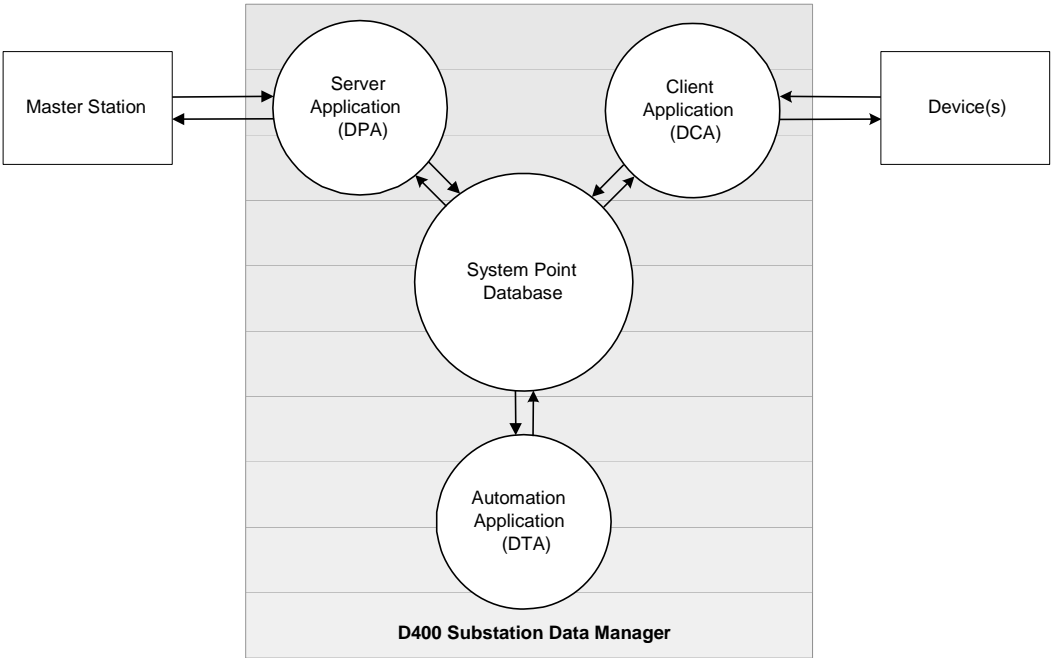 Master Station
Server
Application
(DPA)
Client
Application
(DCA)
Device(s)
System Point
Database
Automation
Application
(DTA)
D400 Substation Data Manager